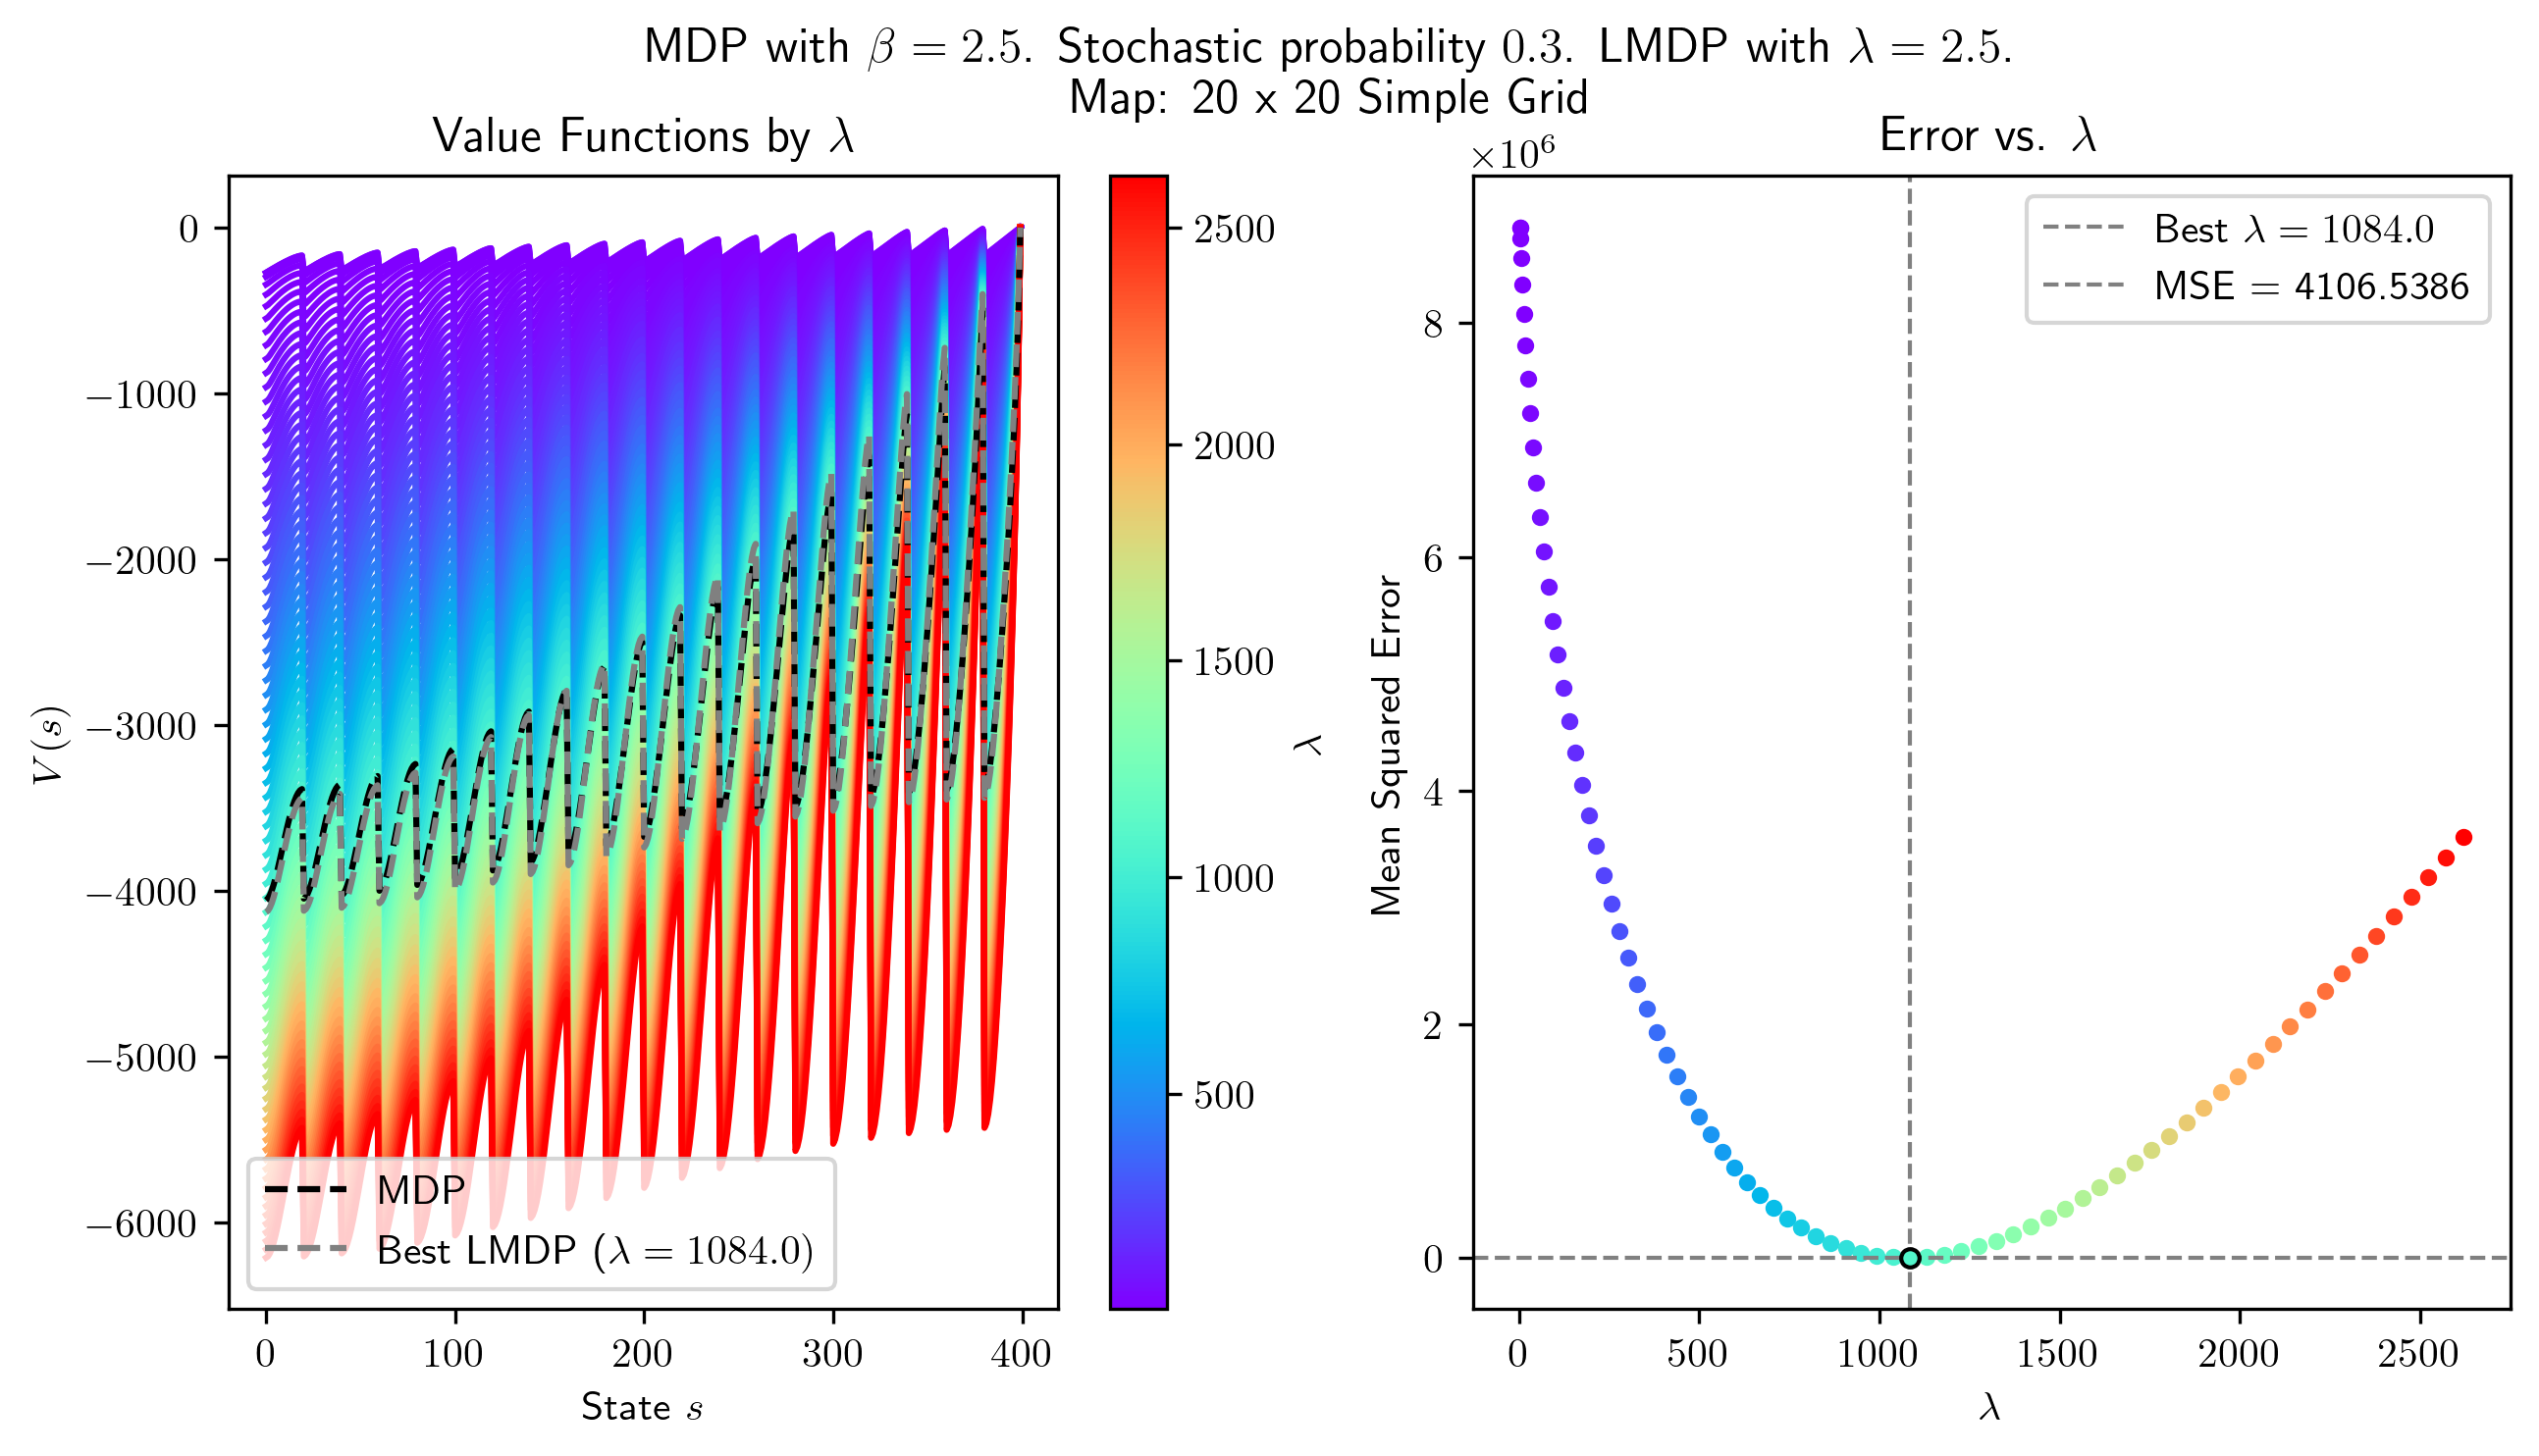 MDP with β = 2.5. Stochastic probability 0.3. LMDP with λ = 2.5.
Map: 20 x 20 Simple Grid
Value Functions by λ
0
−1000
−2000
−3000
−4000
−5000
−6000
V(s)
MDP
Best LMDP (λ = 1084.0)
0 100 200 300 400
State s
2500
2000
1500
1000
500
λ
Error vs. λ
×10⁶
8
6
4
2
0
Mean Squared Error
Best λ = 1084.0
MSE = 4106.5386
0 500 1000 1500 2000 2500
λ